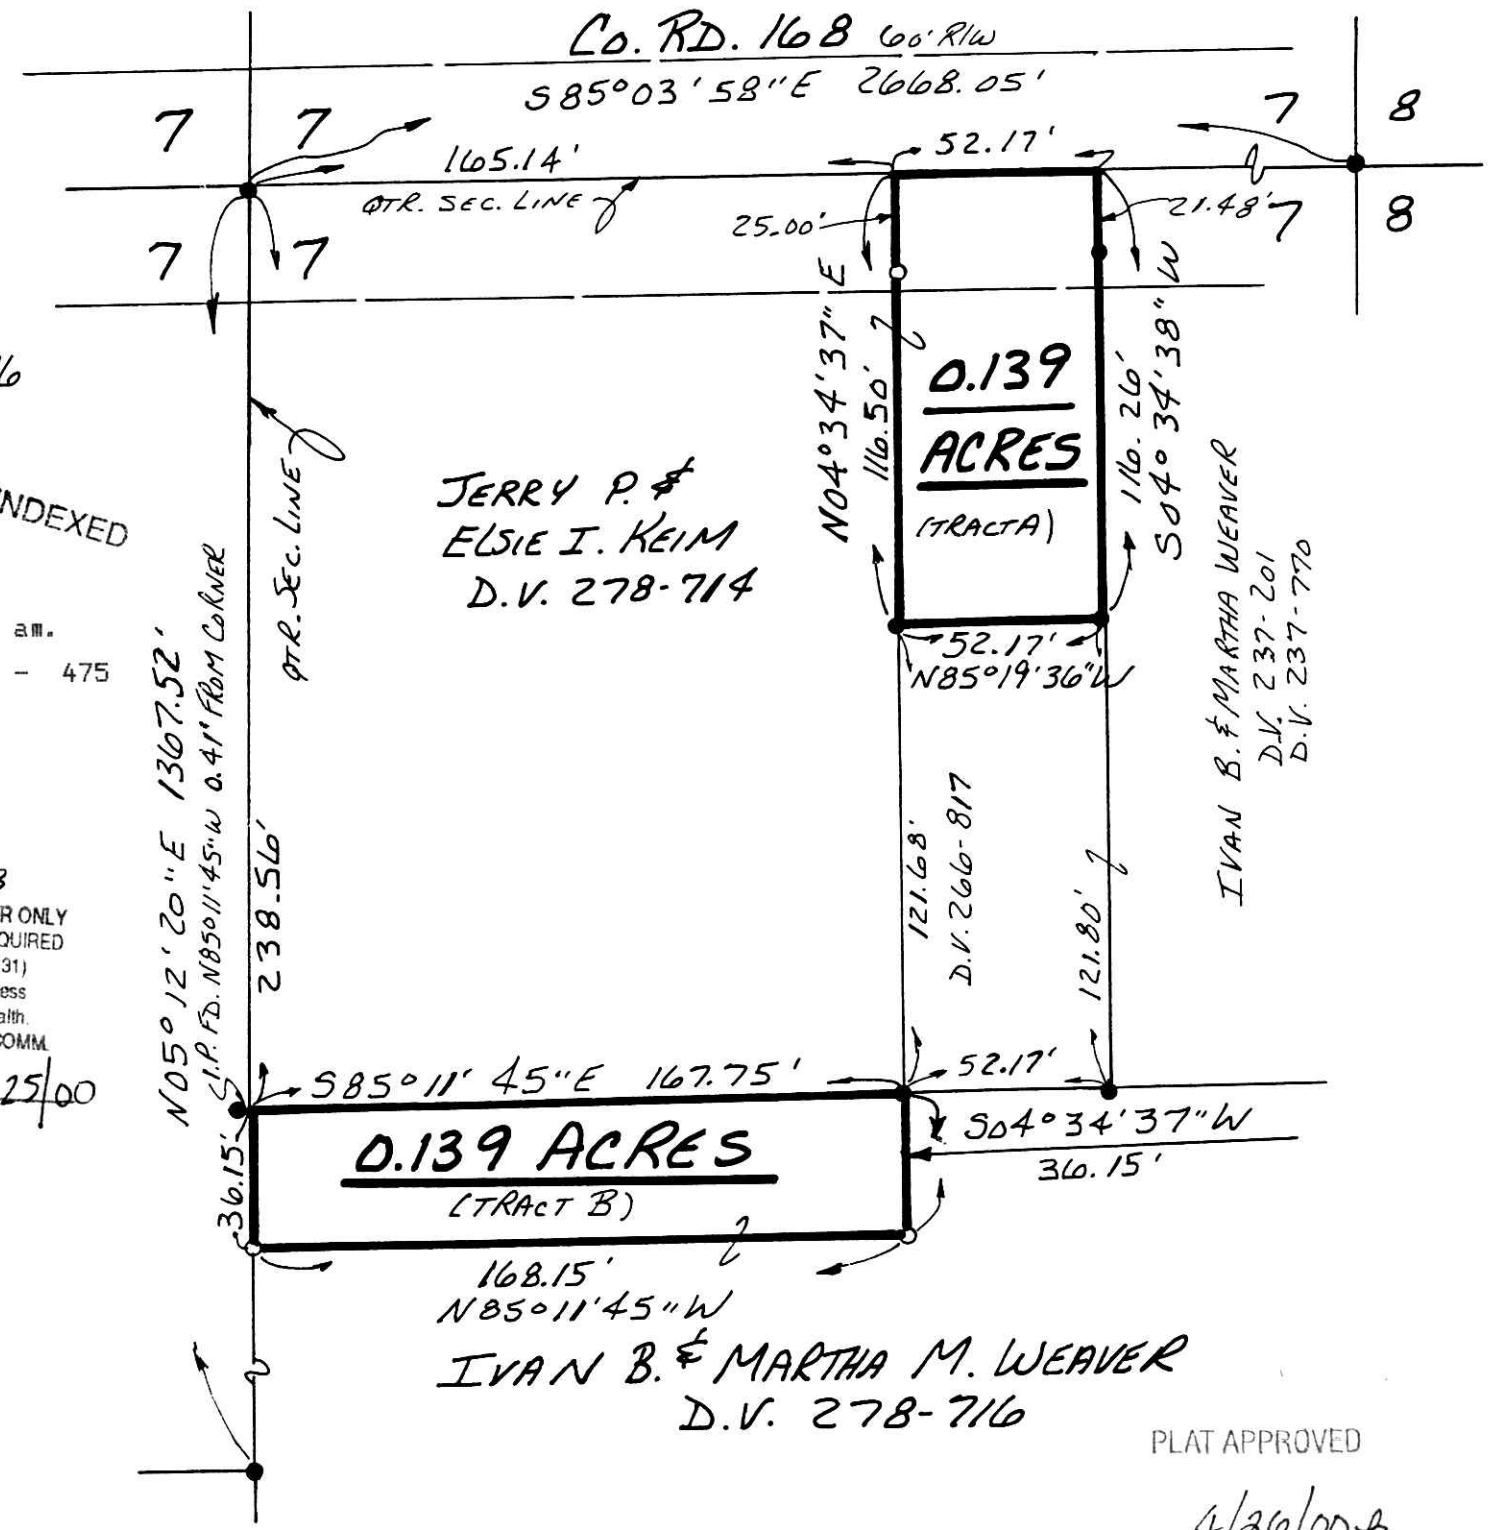 Co. RD. 168 60' R/W
S85°03'58"E 2668.05'
7 7
7 8
165.14'
52.17'
QTR. SEC. LINE
25.00'
21.48'
7 8
7 7
N04°34'37" E
116.50'
0.139
ACRES
(TRACT A)
116.26'
S04°34'38" W
6
INDEXED
am.
- 475
JERRY P. &
ELSIE I. KEIM
D.V. 278-714
QTR. SEC. LINE
52.17'
N85°19'36"W
IVAN B. & MARTHA WEAVER
D.V. 237-201
D.V. 237-770
N05°12'20"E 1367.52'
I.P. FD. N85°11'45"W 0.41' FROM CORNER
238.56'
121.68'
D.V. 266-817
121.80'
R ONLY
QUIRED
31)
ess
alth.
COMM.
25/00
S85°11'45"E 167.75'
52.17'
S04°34'37"W
36.15'
36.15'
0.139 ACRES
(TRACT B)
168.15'
N85°11'45"W
IVAN B. & MARTHA M. WEAVER
D.V. 278-716
PLAT APPROVED